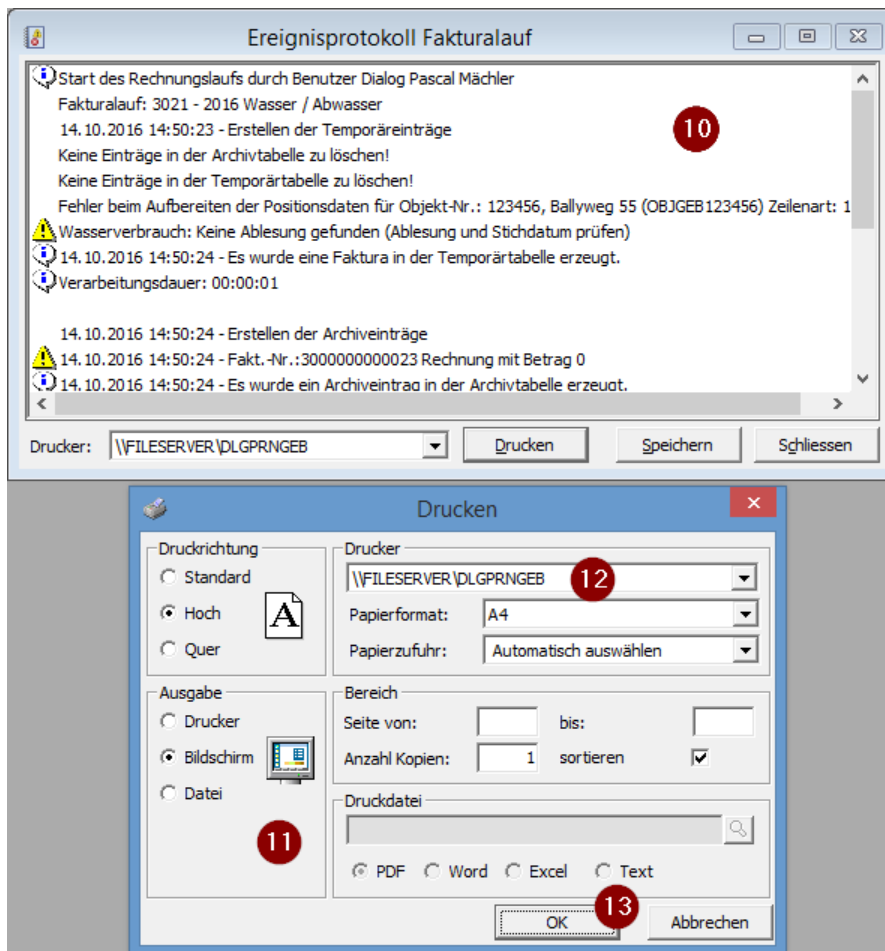 Ereignisprotokoll Fakturalauf
Start des Rechnungslaufs durch Benutzer Dialog Pascal Mächler
Fakturalauf: 3021 - 2016 Wasser / Abwasser
14.10.2016 14:50:23 - Erstellen der Temporäreinträge
10
Keine Einträge in der Archivtabelle zu löschen!
Keine Einträge in der Temporärtabelle zu löschen!
Fehler beim Aufbereiten der Positionsdaten für Objekt-Nr.: 123456, Ballyweg 55 (OBJGEB123456) Zeilenart: 1
Wasserverbrauch: Keine Ablesung gefunden (Ablesung und Stichdatum prüfen)
14.10.2016 14:50:24 - Es wurde eine Faktura in der Temporärtabelle erzeugt.
Verarbeitungsdauer: 00:00:01
14.10.2016 14:50:24 - Erstellen der Archiveinträge
14.10.2016 14:50:24 - Fakt.-Nr.:3000000000023 Rechnung mit Betrag 0
14.10.2016 14:50:24 - Es wurde ein Archiveintrag in der Archivtabelle erzeugt.
Drucker: \\FILESERVER\DLGPRNGEB Drucken Speichern Schliessen
Drucken
Druckrichtung
Standard
Hoch
A
Quer
Drucker
\\FILESERVER\DLGPRNGEB 12
Papierformat: A4
Papierzufuhr: Automatisch auswählen
Ausgabe
Drucker
Bildschirm
Datei
11
Bereich
Seite von: bis:
Anzahl Kopien: 1 sortieren
Druckdatei
PDF Word Excel Text
OK 13 Abbrechen